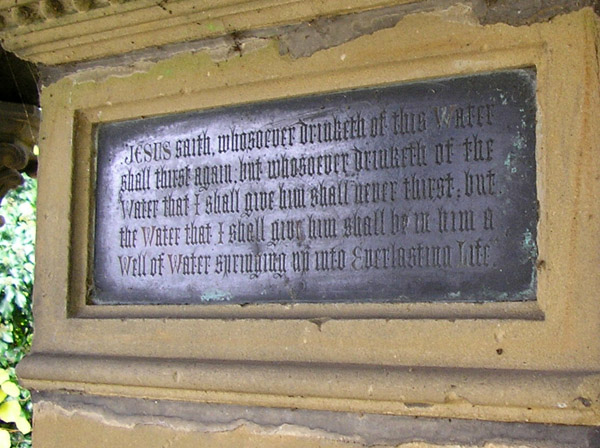 "JESUS saith, whosoever drinketh of this Water
shall thirst again: but whosoever drinketh of the
Water that I shall give him shall never thirst; but
the Water that I shall give him shall be in him a
Well of Water springing up into Everlasting Life"